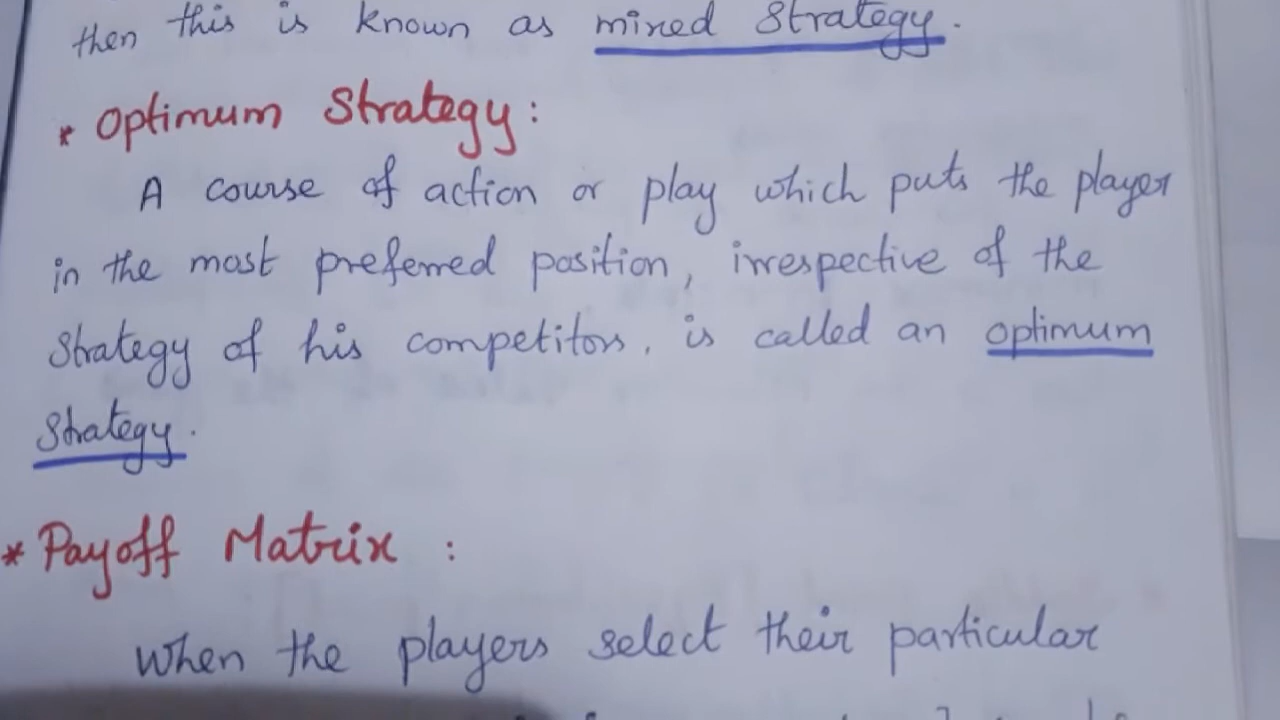 then this is known as mixed strategy.
* Optimum Strategy:
A course of action or play which puts the player
in the most preferred position, irrespective of the
strategy of his competitors, is called an optimum
strategy.
* Payoff Matrix :
When the players select their particular